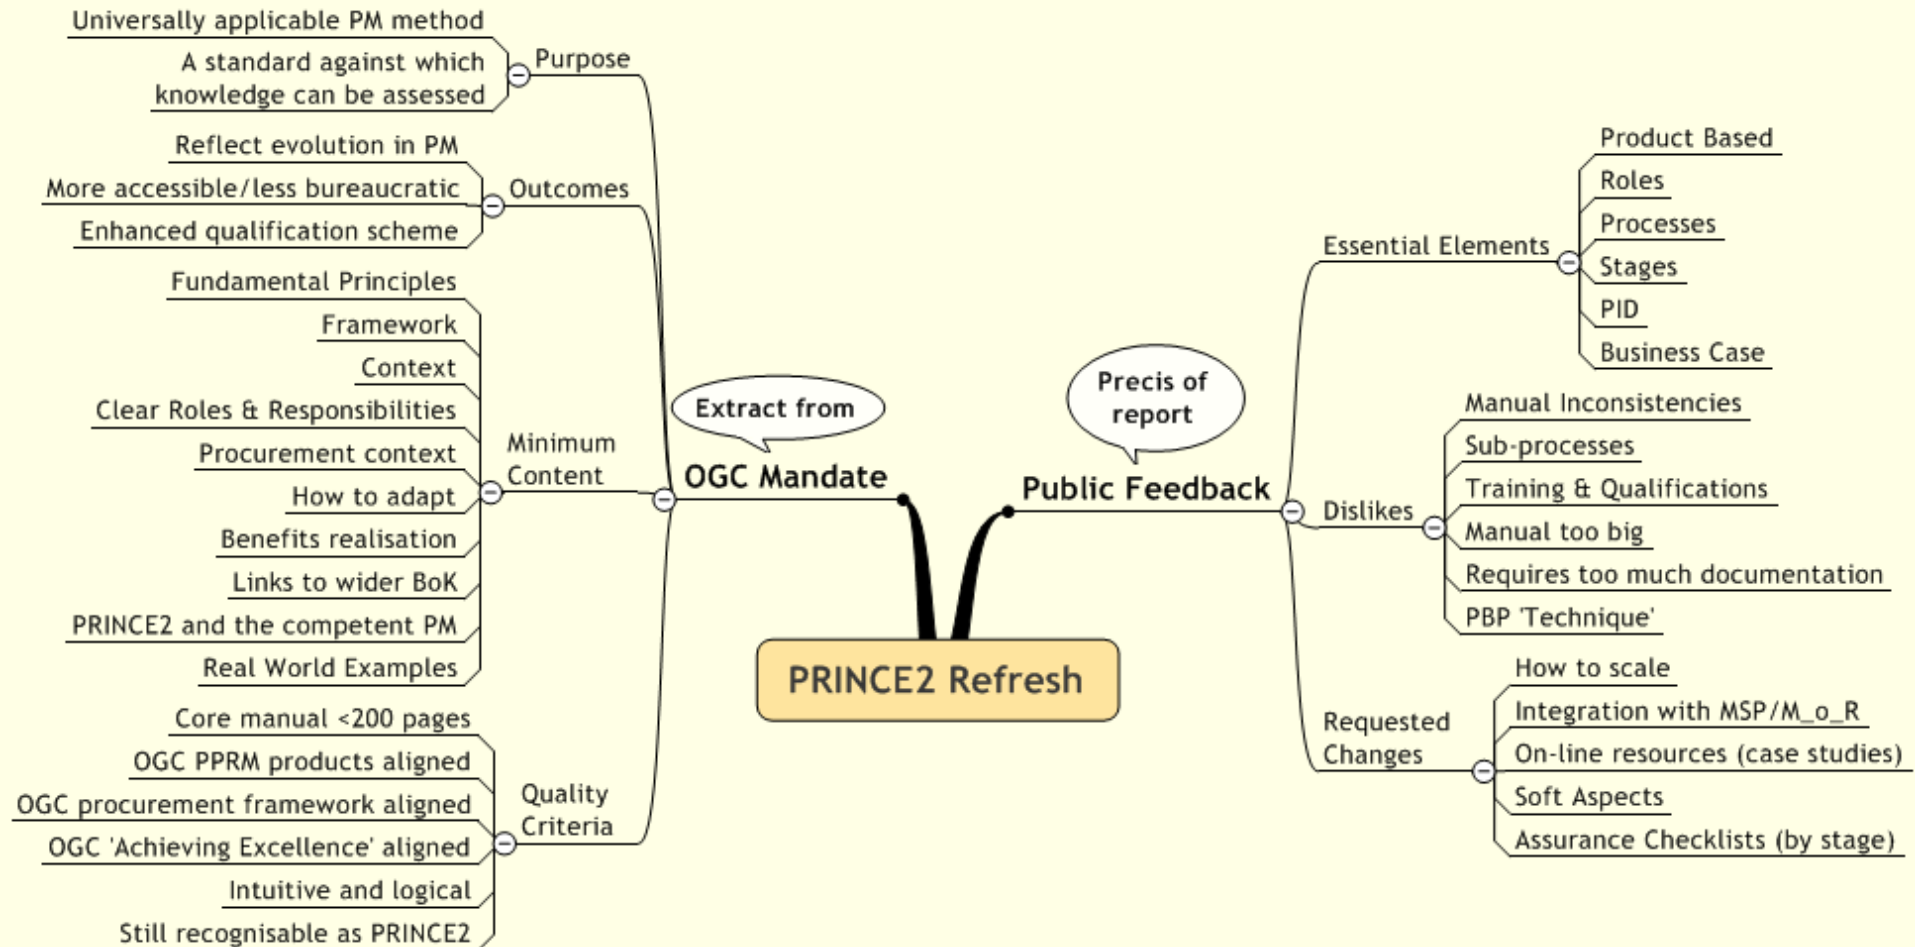 Universally applicable PM method
A standard against which
knowledge can be assessed
Purpose
Reflect evolution in PM
More accessible/less bureaucratic
Enhanced qualification scheme
Outcomes
Fundamental Principles
Framework
Context
Clear Roles & Responsibilities
Procurement context
How to adapt
Benefits realisation
Links to wider BoK
PRINCE2 and the competent PM
Real World Examples
Minimum
Content
Core manual <200 pages
OGC PPRM products aligned
OGC procurement framework aligned
OGC 'Achieving Excellence' aligned
Intuitive and logical
Still recognisable as PRINCE2
Quality
Criteria
Extract from
OGC Mandate
PRINCE2 Refresh
Precis of
report
Public Feedback
Essential Elements
Product Based
Roles
Processes
Stages
PID
Business Case
Dislikes
Manual Inconsistencies
Sub-processes
Training & Qualifications
Manual too big
Requires too much documentation
PBP 'Technique'
Requested
Changes
How to scale
Integration with MSP/M_o_R
On-line resources (case studies)
Soft Aspects
Assurance Checklists (by stage)